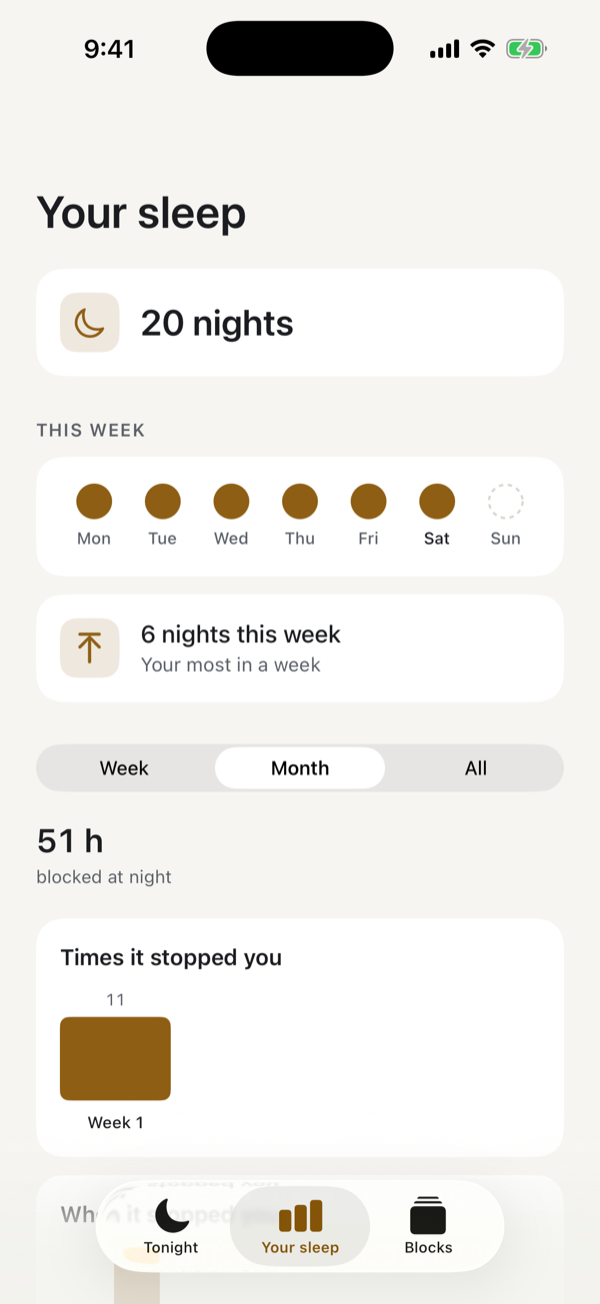 9:41
Your sleep
20 nights
THIS WEEK
Mon Tue Wed Thu Fri Sat Sun
6 nights this week
Your most in a week
Week Month All
51 h
blocked at night
Times it stopped you
11
Week 1
Tonight Your sleep Blocks